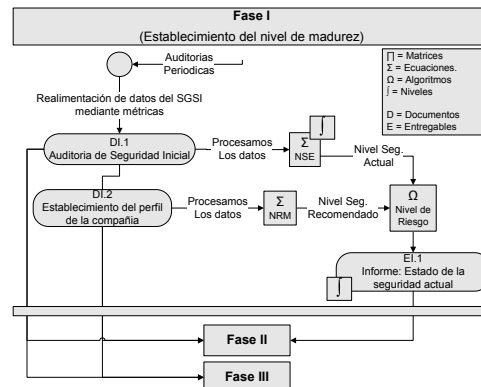 Fase I
(Establecimiento del nivel de madurez)
Auditorias
Periodicas
∏ = Matrices
Σ = Ecuaciones.
Ω = Algoritmos
∫ = Niveles
D = Documentos
E = Entregables
Realimentación de datos del SGSI
mediante métricas
DI.1
Auditoria de Seguridad Inicial
Procesamos
Los datos
∫
Σ
NSE
Nivel Seg.
Actual
DI.2
Establecimiento del perfil
de la compañia
Procesamos
Los datos
Σ
NRM
Nivel Seg.
Recomendado
Ω
Nivel de
Riesgo
EI.1
Informe: Estado de la
seguridad actual
∫
Fase II
Fase III